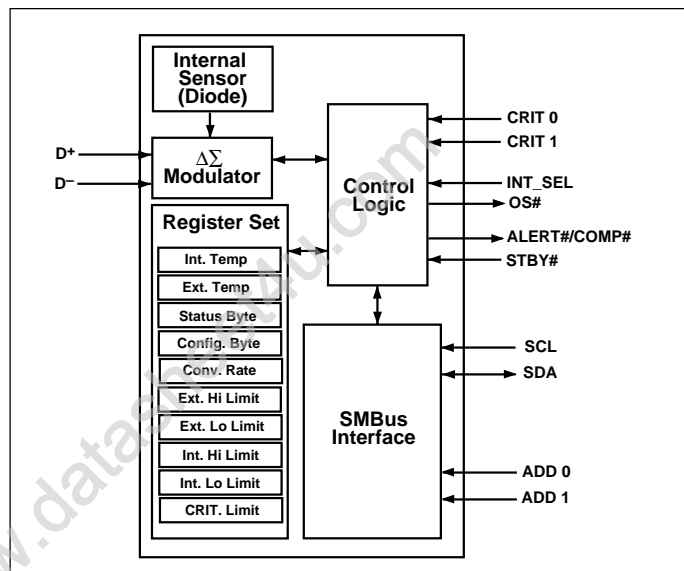 Internal
Sensor
(Diode)
D+
D–
ΔΣ
Modulator
Control
Logic
CRIT 0
CRIT 1
INT_SEL
OS#
ALERT#/COMP#
STBY#
Register Set
Int. Temp
Ext. Temp
Status Byte
Config. Byte
Conv. Rate
Ext. Hi Limit
Ext. Lo Limit
Int. Hi Limit
Int. Lo Limit
CRIT. Limit
SMBus
Interface
SCL
SDA
ADD 0
ADD 1
w.datasheet4u.com